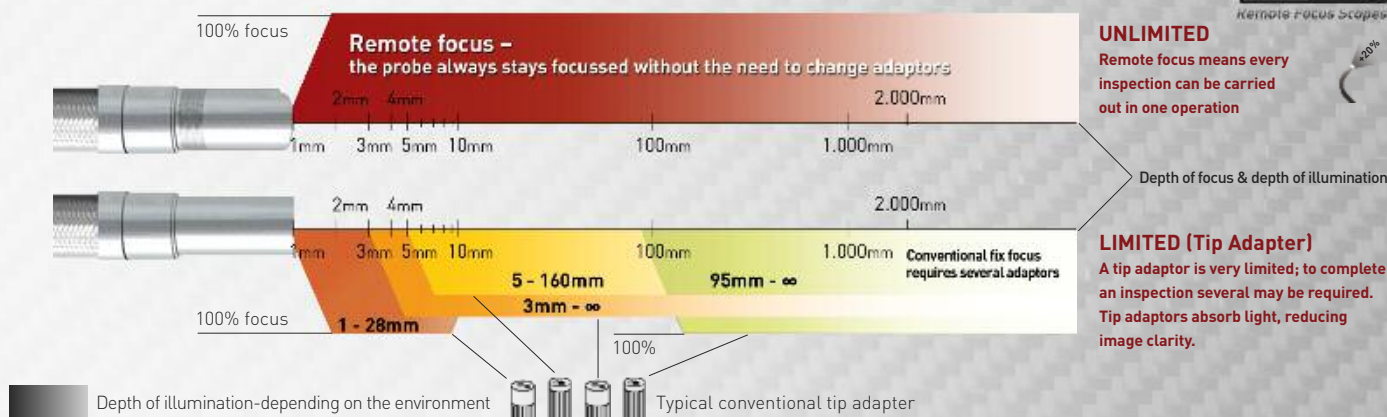 Remote Focus Scopes
100% focus
Remote focus –
the probe always stays focussed without the need to change adaptors
2mm 4mm 2.000mm
1mm 3mm 5mm 10mm 100mm 1.000mm
UNLIMITED
Remote focus means every
inspection can be carried
out in one operation
+20%
Depth of focus & depth of illumination
2mm 4mm 2.000mm
1mm 3mm 5mm 10mm 100mm 1.000mm
Conventional fix focus
requires several adaptors
5 - 160mm 95mm - ∞
3mm - ∞
1 - 28mm
100% focus
100%
LIMITED (Tip Adapter)
A tip adaptor is very limited; to complete
an inspection several may be required.
Tip adaptors absorb light, reducing
image clarity.
Depth of illumination-depending on the environment
Typical conventional tip adapter